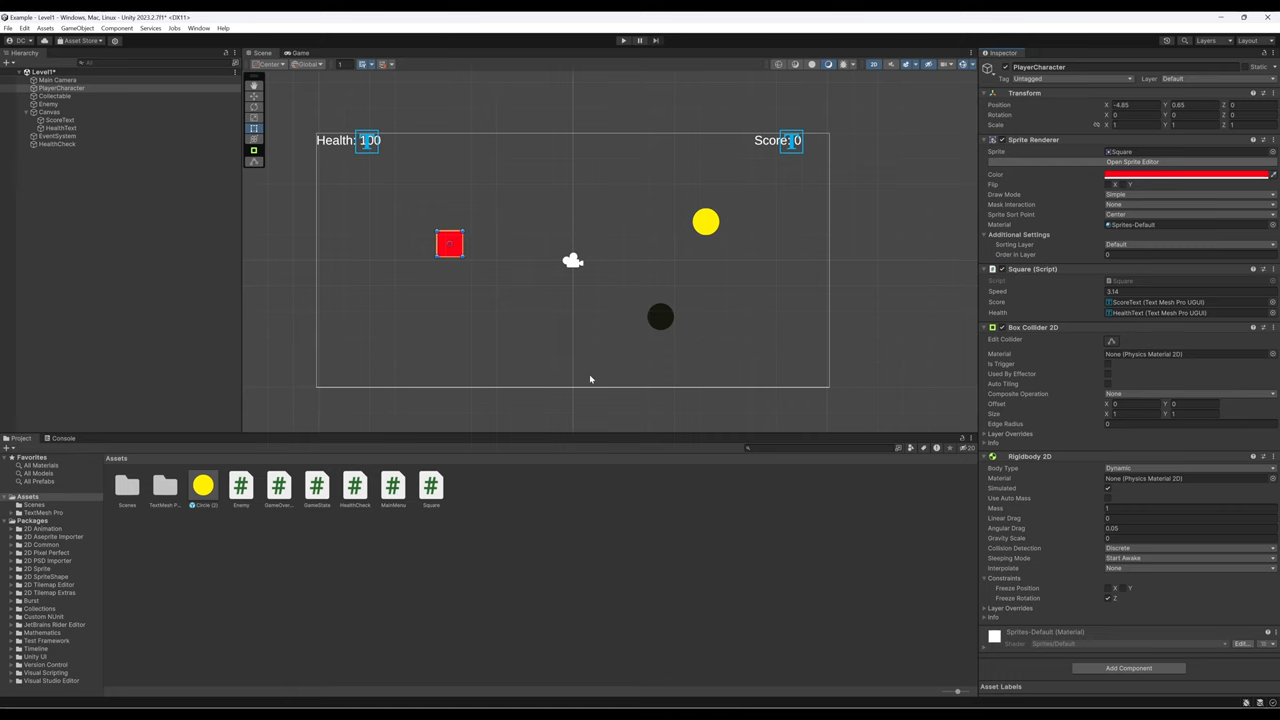 Example - Level1 - Windows, Mac, Linux - Unity 2023.2.7f1* <DX11>
File Edit Assets GameObject Component Services Jobs Window Help
DC Asset Store Layers Layout
Hierarchy
All
Level1*
Main Camera
PlayerCharacter
Collectable
Enemy
Canvas
ScoreText
HealthText
EventSystem
HealthCheck
Scene Game
Center Global 1 2D
Health: 100
Score: 0
Inspector
PlayerCharacter Static
Tag Untagged Layer Default
Transform
Position X -4.85 Y 0.65 Z 0
Rotation X 0 Y 0 Z 0
Scale X 1 Y 1 Z 1
Sprite Renderer
Sprite Square
Open Sprite Editor
Color
Flip X Y
Draw Mode Simple
Mask Interaction None
Sprite Sort Point Center
Material Sprites-Default
Additional Settings
Sorting Layer Default
Order in Layer 0
Square (Script)
Script Square
Speed 3.14
Score ScoreText (Text Mesh Pro UGUI)
Health HealthText (Text Mesh Pro UGUI)
Box Collider 2D
Edit Collider
Material None (Physics Material 2D)
Is Trigger
Used By Effector
Auto Tiling
Composite Operation None
Offset X 0 Y 0
Size X 1 Y 1
Edge Radius 0
Layer Overrides
Info
Rigidbody 2D
Body Type Dynamic
Material None (Physics Material 2D)
Simulated
Use Auto Mass
Mass 1
Linear Drag 0
Angular Drag 0.05
Gravity Scale 0
Collision Detection Discrete
Sleeping Mode Start Awake
Interpolate None
Constraints
Freeze Position X Y
Freeze Rotation Z
Layer Overrides
Info
Sprites-Default (Material)
Shader Sprites/Default Edit...
Add Component
Asset Labels
Project Console
20
Favorites
All Materials
All Models
All Prefabs
Assets
Scenes
TextMesh Pro
Packages
2D Animation
2D Aseprite Importer
2D Common
2D Pixel Perfect
2D PSD Importer
2D Sprite
2D SpriteShape
2D Tilemap Editor
2D Tilemap Extras
Burst
Collections
Custom NUnit
JetBrains Rider Editor
Mathematics
Test Framework
Timeline
Unity UI
Version Control
Visual Scripting
Visual Studio Editor
Assets
Scenes TextMesh P... Circle (2) Enemy GameOver... GameState HealthCheck MainMenu Square